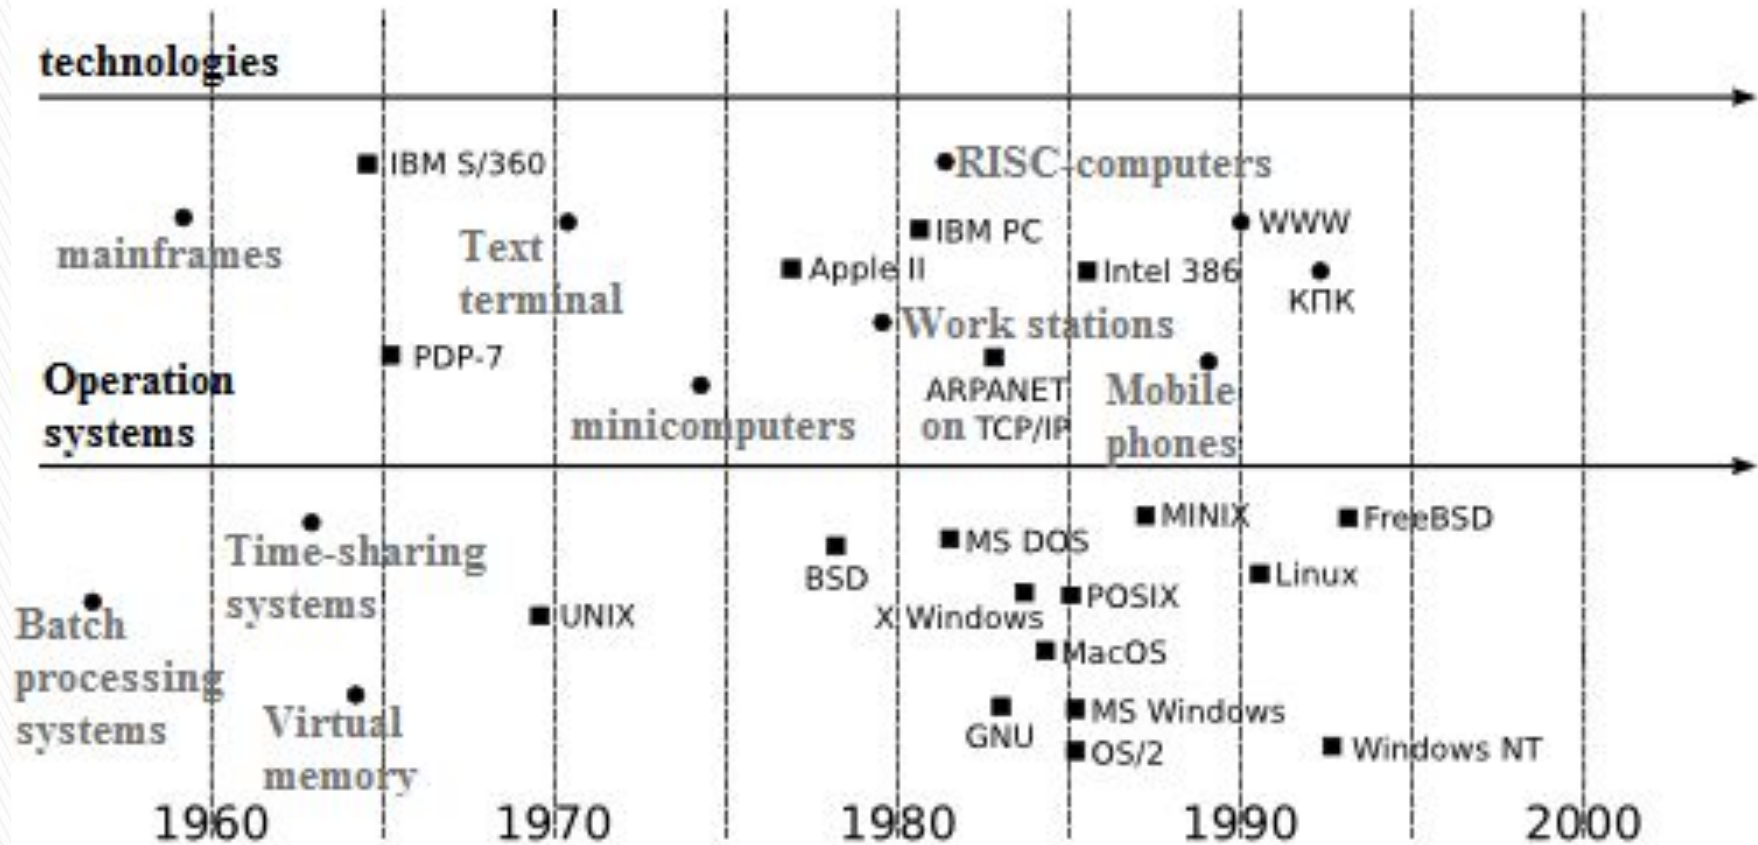 technologies
IBM S/360
RISC-computers
mainframes
Text
terminal
IBM PC
WWW
Apple II
Intel 386
КПК
Work stations
PDP-7
ARPANET
on TCP/IP
Mobile
phones
minicomputers
Operation
systems
Time-sharing
systems
BSD
MS DOS
MINIX
FreeBSD
Linux
Batch
processing
systems
UNIX
X Windows
POSIX
MacOS
Virtual
memory
GNU
MS Windows
OS/2
Windows NT
1960 1970 1980 1990 2000